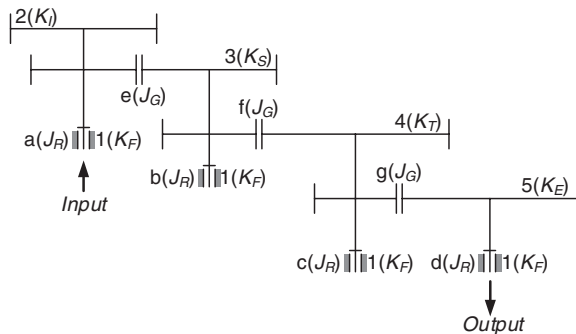 2(K_I)
3(K_S)
e(J_G)
f(J_G)
4(K_T)
a(J_R) 1(K_F)
g(J_G)
b(J_R) 1(K_F)
5(K_E)
Input
c(J_R) 1(K_F) d(J_R) 1(K_F)
Output